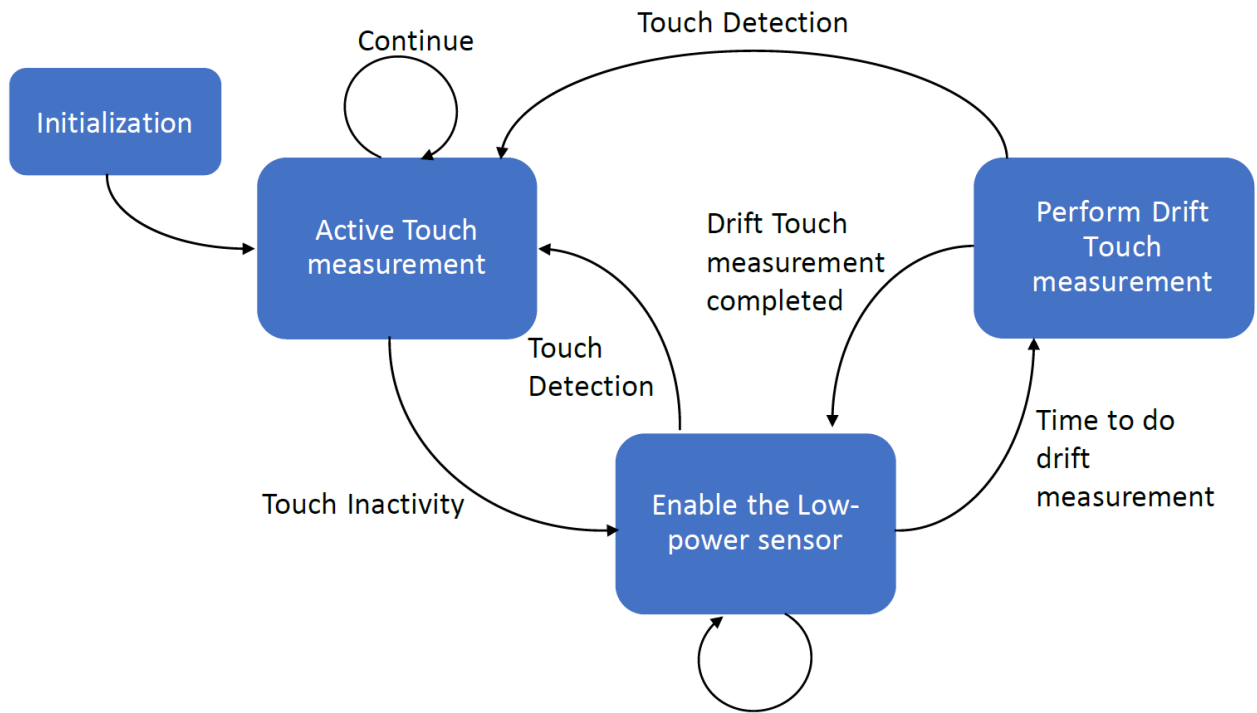 Touch Detection
Continue
Initialization
Active Touch
measurement
Perform Drift
Touch
measurement
Drift Touch
measurement
completed
Touch
Detection
Time to do
drift
measurement
Touch Inactivity
Enable the Low-
power sensor